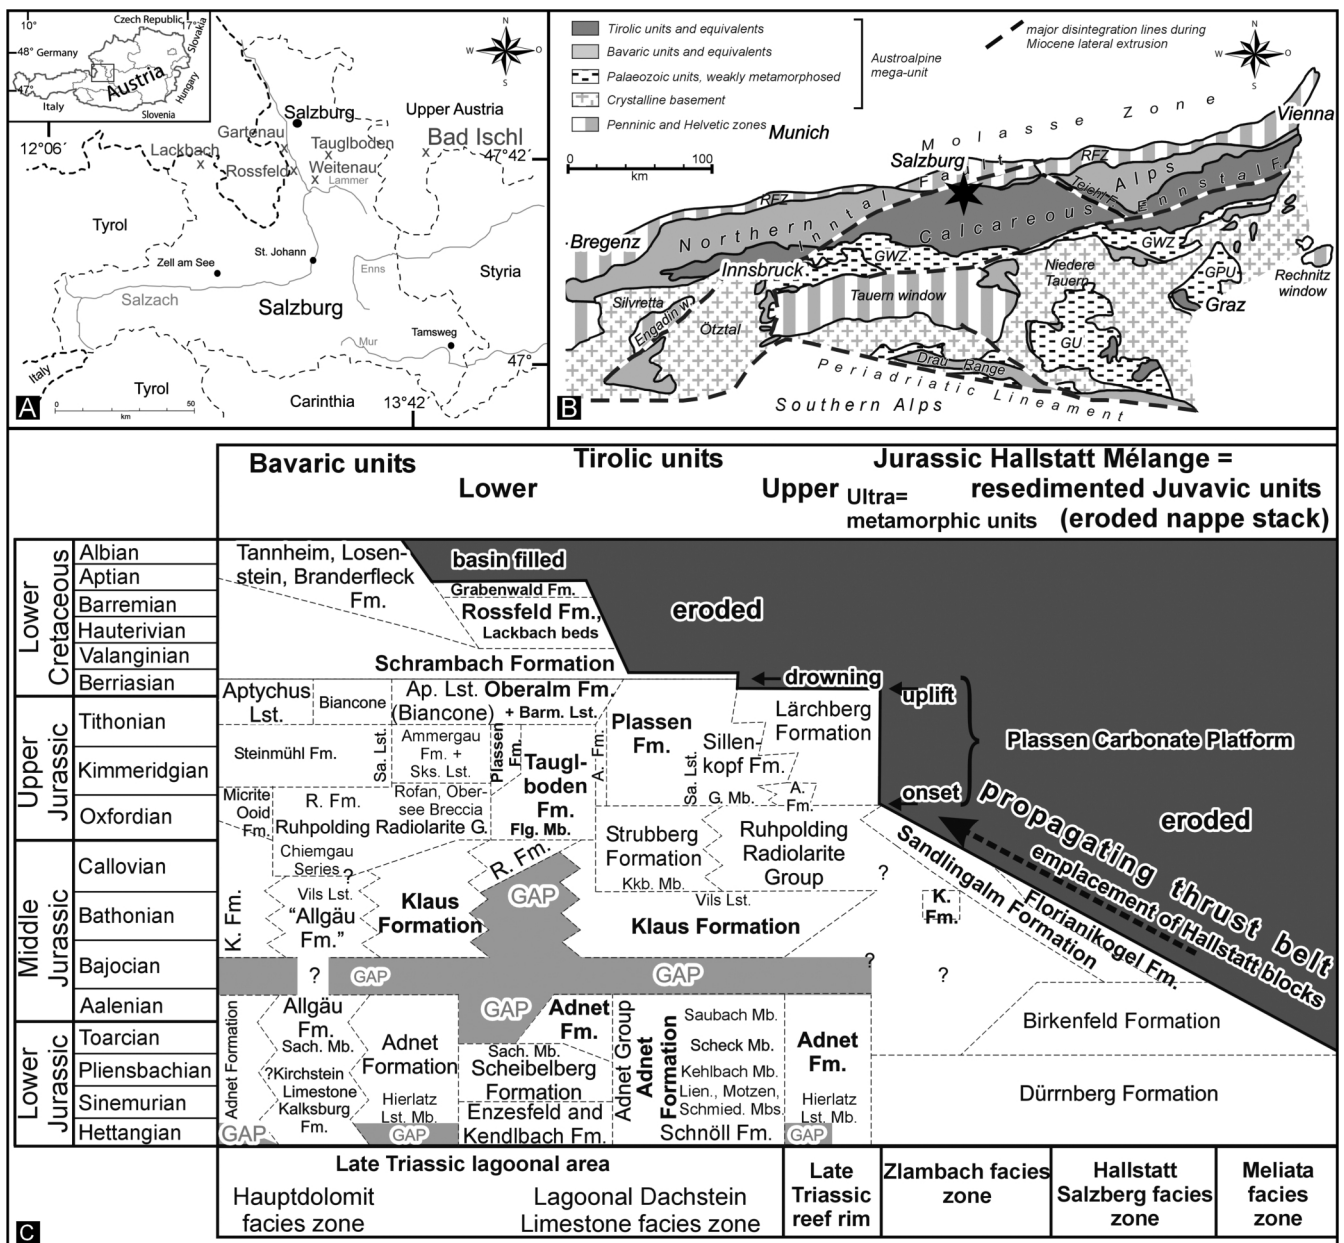 10°
Czech Republic
17°
Slovakia
48°
Germany
Austria
Hungary
47°
Italy
Slovenia
N
W
O
S
Salzburg
Upper Austria
Gartenau
Tauglboden
Bad Ischl
12°06´
Lackbach
Rossfeld
Weitenau
47°42´
Lammer
Tyrol
St. Johann
Zell am See
Enns
Styria
Salzach
Salzburg
Tamsweg
Mur
47°
Italy
Tyrol
0
50
km
Carinthia
13°42´
A
Tirolic units and equivalents
Bavaric units and equivalents
Palaeozoic units, weakly metamorphosed
Crystalline basement
Penninic and Helvetic zones
Austroalpine
mega-unit
major disintegration lines during
Miocene lateral extrusion
N
W
O
S
Munich
Molasse Zone
Vienna
0
100
km
Salzburg
RFZ
RFZ
Inntal Fault
Teichl F.
Ennstal F.
Northern Calcareous Alps
Bregenz
Innsbruck
GWZ
GWZ
Niedere
Tauern
GPU
Rechnitz
window
Graz
Silvretta
Engadin w.
Ötztal
Tauern window
GU
Drau Range
Periadriatic Lineament
Southern Alps
B
Bavaric units
Tirolic units
Lower
Upper
Jurassic Hallstatt Mélange =
resedimented Juvavic units
(eroded nappe stack)
Ultra=
metamorphic units
Lower
Cretaceous
Albian
Aptian
Barremian
Hauterivian
Valanginian
Berriasian
Upper
Jurassic
Tithonian
Kimmeridgian
Oxfordian
Middle
Jurassic
Callovian
Bathonian
Bajocian
Aalenian
Lower
Jurassic
Toarcian
Pliensbachian
Sinemurian
Hettangian
Tannheim, Losen-
stein, Branderfleck
Fm.
basin filled
Grabenwald Fm.
Rossfeld Fm.,
Lackbach beds
eroded
Schrambach Formation
drowning
uplift
Aptychus
Lst.
Biancone
Ap. Lst.
(Biancone)
Oberalm Fm.
+ Barm. Lst.
Plassen
Fm.
Lärchberg
Formation
Plassen Carbonate Platform
Steinmühl Fm.
Sa. Lst.
Ammergau
Fm. +
Sks. Lst.
Plassen
Fm.
Taugl-
boden
Fm.
Flg. Mb.
A. Fm.
Sa. Lst.
Sillen-
kopf Fm.
G. Mb.
A.
Fm.
onset
Micrite
Ooid
Fm.
R. Fm.
Ruhpolding Radiolarite G.
Rofan, Ober-
see Breccia
Strubberg
Formation
Kkb. Mb.
Ruhpolding
Radiolarite
Group
propagating thrust belt
emplacement of Hallstatt blocks
eroded
Chiemgau
Series
?
R. Fm.
?
Sandlingalm Formation
Florianikogel Fm.
K. Fm.
Vils Lst.
“Allgäu
Fm.”
Klaus
Formation
GAP
Vils Lst.
Klaus Formation
K.
Fm.
?
GAP
GAP
?
?
Adnet Formation
Allgäu
Fm.
Sach. Mb.
?Kirchstein
Limestone
Kalksburg
Fm.
Adnet
Formation
Hierlatz
Lst. Mb.
GAP
Adnet
Fm.
Sach. Mb.
Scheibelberg
Formation
Enzesfeld and
Kendlbach Fm.
Adnet Group
Adnet
Formation
Saubach Mb.
Scheck Mb.
Kehlbach Mb.
Lien., Motzen,
Schmied. Mbs.
Schnöll Fm.
Adnet
Fm.
Hierlatz
Lst. Mb.
Birkenfeld Formation
Dürrnberg Formation
GAP
GAP
GAP
Late Triassic lagoonal area
Hauptdolomit
facies zone
Lagoonal Dachstein
Limestone facies zone
Late
Triassic
reef rim
Zlambach facies
zone
Hallstatt
Salzberg facies
zone
Meliata
facies
zone
C